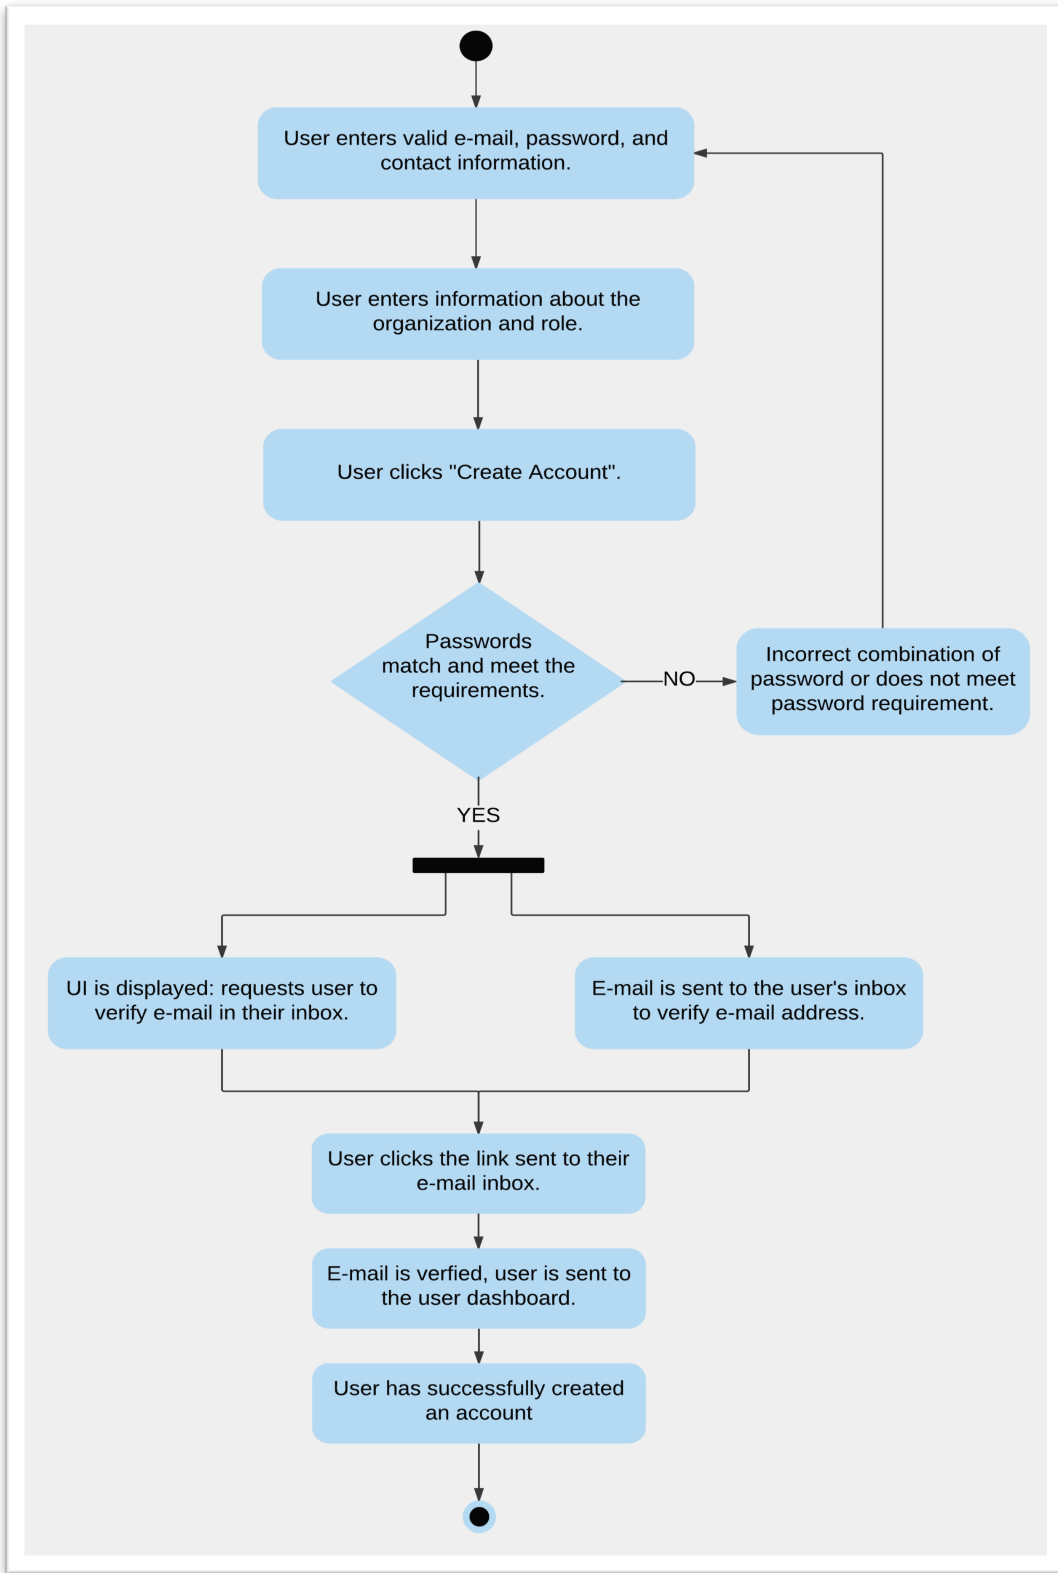 User enters valid e-mail, password, and
contact information.
User enters information about the
organization and role.
User clicks "Create Account".
Passwords
match and meet the
requirements.
NO
Incorrect combination of
password or does not meet
password requirement.
YES
UI is displayed: requests user to
verify e-mail in their inbox.
E-mail is sent to the user's inbox
to verify e-mail address.
User clicks the link sent to their
e-mail inbox.
E-mail is verfied, user is sent to
the user dashboard.
User has successfully created
an account